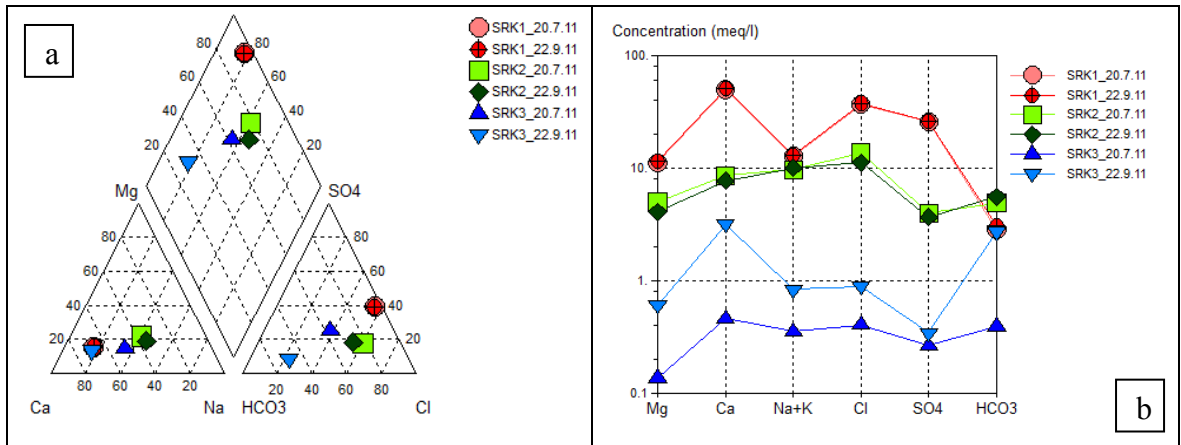 a
SRK1_20.7.11
SRK1_22.9.11
SRK2_20.7.11
SRK2_22.9.11
SRK3_20.7.11
SRK3_22.9.11
80 80
60 60
40 40
20 20
Mg SO4
80 80
60 60
40 40
20 20
80 60 40 20 20 40 60 80
Ca Na HCO3 Cl
Concentration (meq/l)
100.
10.
1.
0.1
Mg Ca Na+K Cl SO4 HCO3
SRK1_20.7.11
SRK1_22.9.11
SRK2_20.7.11
SRK2_22.9.11
SRK3_20.7.11
SRK3_22.9.11
b